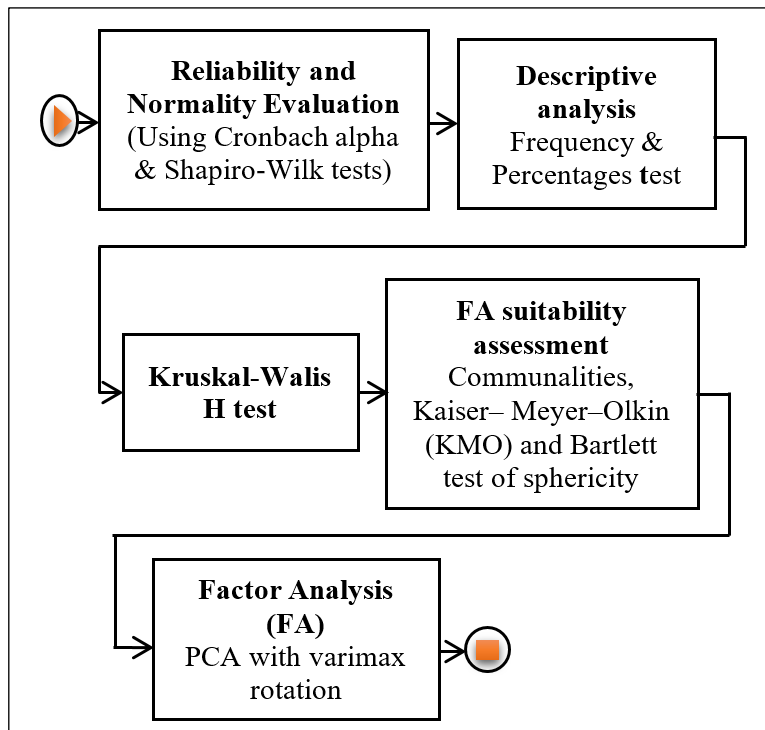 Reliability and
Normality Evaluation
(Using Cronbach alpha
& Shapiro-Wilk tests)
Descriptive
analysis
Frequency &
Percentages test
Kruskal-Walis
H test
FA suitability
assessment
Communalities,
Kaiser– Meyer–Olkin
(KMO) and Bartlett
test of sphericity
Factor Analysis
(FA)
PCA with varimax
rotation